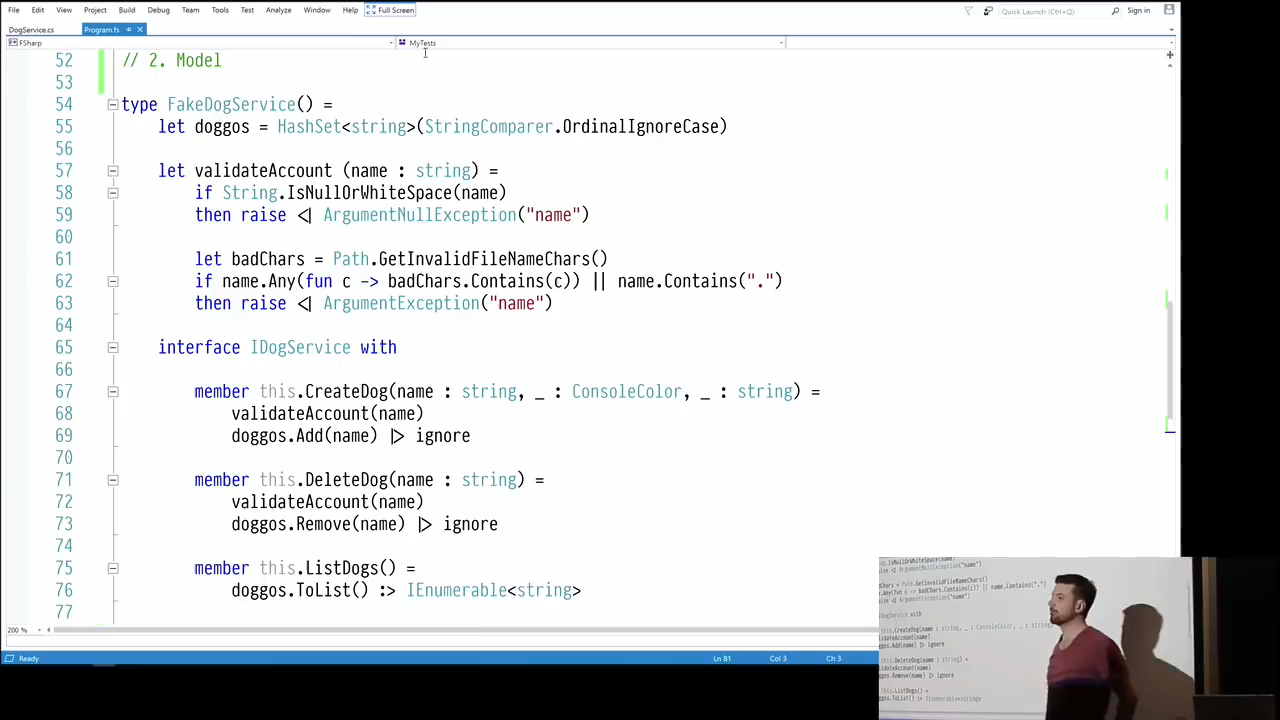 File Edit View Project Build Debug Team Tools Test Analyze Window Help Full Screen Quick Launch (Ctrl+Q) Sign in
DogService.cs Program.fs
FSharp MyTests
52 // 2. Model
53
54 type FakeDogService() =
55 let doggos = HashSet<string>(StringComparer.OrdinalIgnoreCase)
56
57 let validateAccount (name : string) =
58 if String.IsNullOrWhiteSpace(name)
59 then raise <| ArgumentNullException("name")
60
61 let badChars = Path.GetInvalidFileNameChars()
62 if name.Any(fun c -> badChars.Contains(c)) || name.Contains(".")
63 then raise <| ArgumentException("name")
64
65 interface IDogService with
66
67 member this.CreateDog(name : string, _ : ConsoleColor, _ : string) =
68 validateAccount(name)
69 doggos.Add(name) |> ignore
70
71 member this.DeleteDog(name : string) =
72 validateAccount(name)
73 doggos.Remove(name) |> ignore
74
75 member this.ListDogs() =
76 doggos.ToList() :> IEnumerable<string>
77
200 %
Ready Ln 81 Col 3 Ch 3